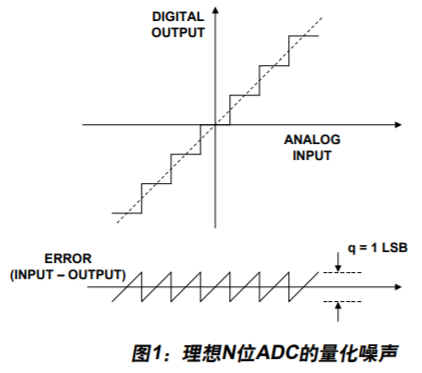 DIGITAL
OUTPUT
ANALOG
INPUT
ERROR
(INPUT – OUTPUT)
q = 1 LSB
图1：理想N位ADC的量化噪声